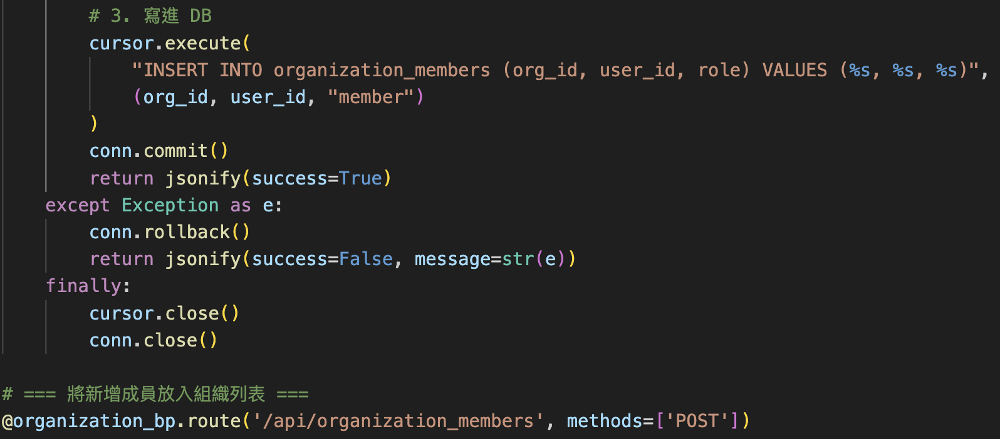 # 3. 寫進 DB
cursor.execute(
"INSERT INTO organization_members (org_id, user_id, role) VALUES (%s, %s, %s)",
(org_id, user_id, "member")
)
conn.commit()
return jsonify(success=True)
except Exception as e:
conn.rollback()
return jsonify(success=False, message=str(e))
finally:
cursor.close()
conn.close()
# === 將新增成員放入組織列表 ===
@organization_bp.route('/api/organization_members', methods=['POST'])